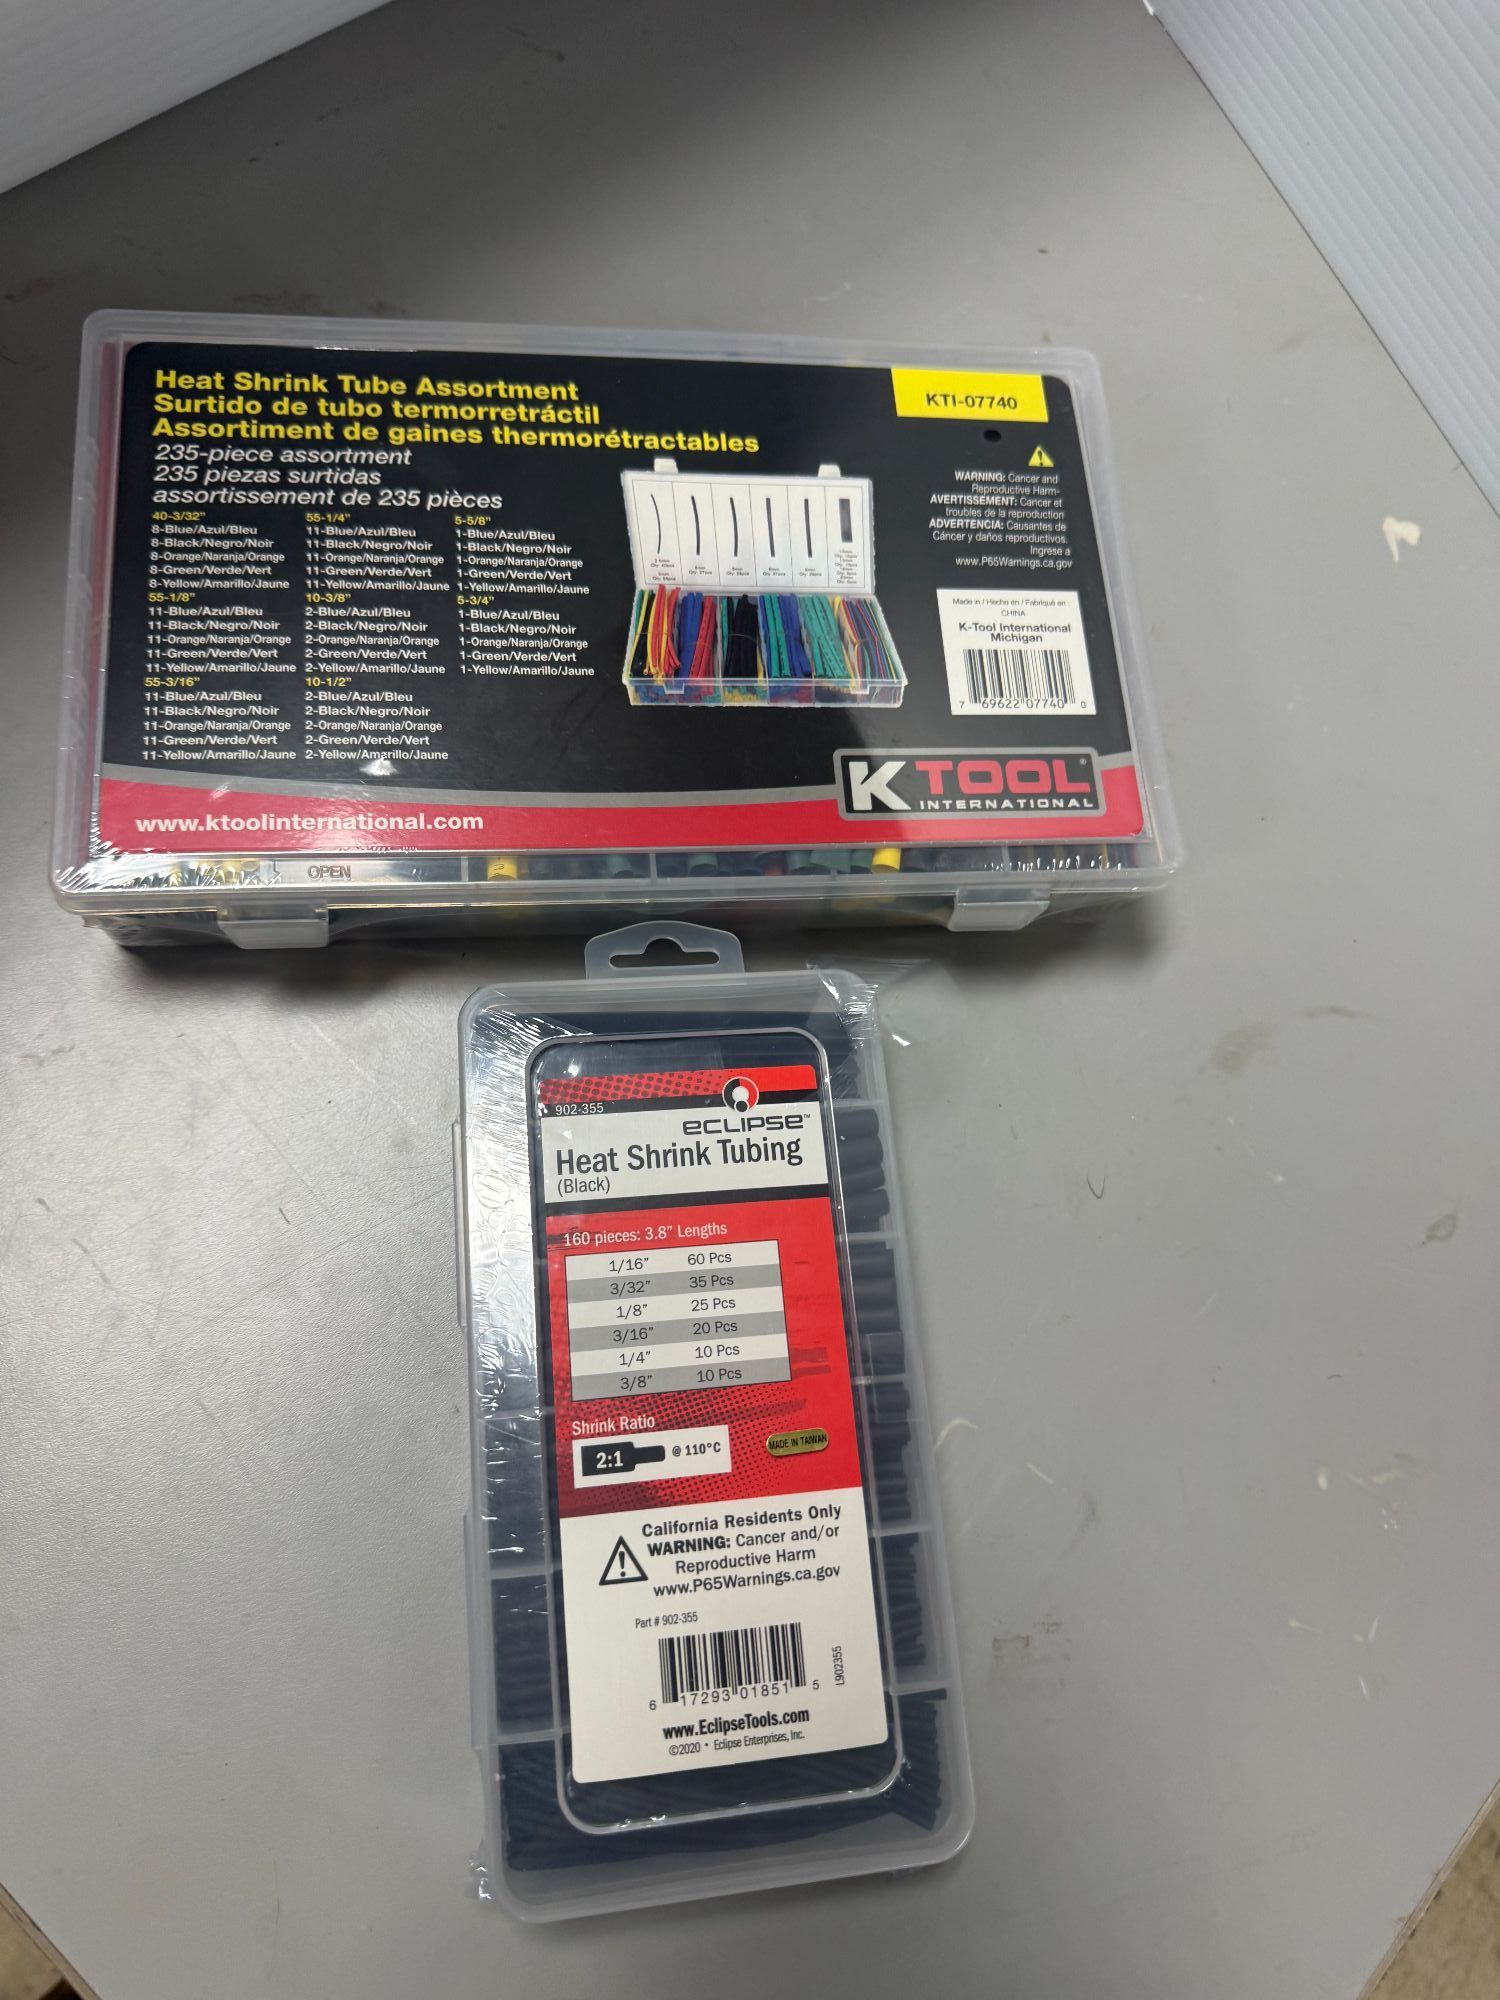 Heat Shrink Tube Assortment
Surtido de tubo termorretráctil
Assortiment de gaines thermorétractables
235-piece assortment
235 piezas surtidas
assortissement de 235 pièces
40-3/32"
8-Blue/Azul/Bleu
8-Black/Negro/Noir
8-Orange/Naranja/Orange
8-Green/Verde/Vert
8-Yellow/Amarillo/Jaune
55-1/8"
11-Blue/Azul/Bleu
11-Black/Negro/Noir
11-Orange/Naranja/Orange
11-Green/Verde/Vert
11-Yellow/Amarillo/Jaune
55-3/16"
11-Blue/Azul/Bleu
11-Black/Negro/Noir
11-Orange/Naranja/Orange
11-Green/Verde/Vert
11-Yellow/Amarillo/Jaune
55-1/4"
11-Blue/Azul/Bleu
11-Black/Negro/Noir
11-Orange/Naranja/Orange
11-Green/Verde/Vert
11-Yellow/Amarillo/Jaune
10-3/8"
2-Blue/Azul/Bleu
2-Black/Negro/Noir
2-Orange/Naranja/Orange
2-Green/Verde/Vert
2-Yellow/Amarillo/Jaune
10-1/2"
2-Blue/Azul/Bleu
2-Black/Negro/Noir
2-Orange/Naranja/Orange
2-Green/Verde/Vert
2-Yellow/Amarillo/Jaune
5-5/8"
1-Blue/Azul/Bleu
1-Black/Negro/Noir
1-Orange/Naranja/Orange
1-Green/Verde/Vert
1-Yellow/Amarillo/Jaune
5-3/4"
1-Blue/Azul/Bleu
1-Black/Negro/Noir
1-Orange/Naranja/Orange
1-Green/Verde/Vert
1-Yellow/Amarillo/Jaune
KTI-07740
WARNING: Cancer and
Reproductive Harm-
AVERTISSEMENT: Cancer et
troubles de la reproduction
ADVERTENCIA: Causantes de
Cáncer y daños reproductivos.
Ingrese a
www.P65Warnings.ca.gov
Made in / Hecho en / Fabriqué en :
CHINA
K-Tool International
Michigan
7 69622 07740 0
K TOOL®
INTERNATIONAL
www.ktoolinternational.com
OPEN
902-355
eCLIPSe™
Heat Shrink Tubing
(Black)
160 pieces: 3.8" Lengths
1/16" 60 Pcs
3/32" 35 Pcs
1/8" 25 Pcs
3/16" 20 Pcs
1/4" 10 Pcs
3/8" 10 Pcs
Shrink Ratio
2:1 @ 110°C
MADE IN TAIWAN
California Residents Only
WARNING: Cancer and/or
Reproductive Harm
www.P65Warnings.ca.gov
Part # 902-355
L902355
6 17293 01851 5
www.EclipseTools.com
©2020 • Eclipse Enterprises, Inc.